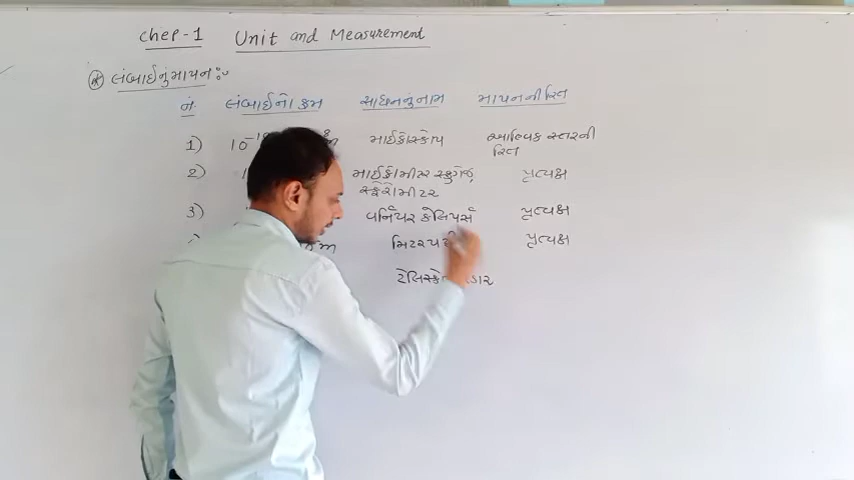 Chep-1 Unit and Measurement
* લંબાઈનું માપન :-
નં. લંબાઈનો ક્રમ સાધનનું નામ માપનની રીત
1) માઈક્રોસ્કોપ આણ્વિક સ્તરની
રીત
2) માઈક્રોમીટર સ્ક્રુગેજ, પ્રત્યક્ષ
સ્ફેરોમીટર
3) વર્નિયર કેલિપર્સ પ્રત્યક્ષ
મિટરપટ્ટી પ્રત્યક્ષ